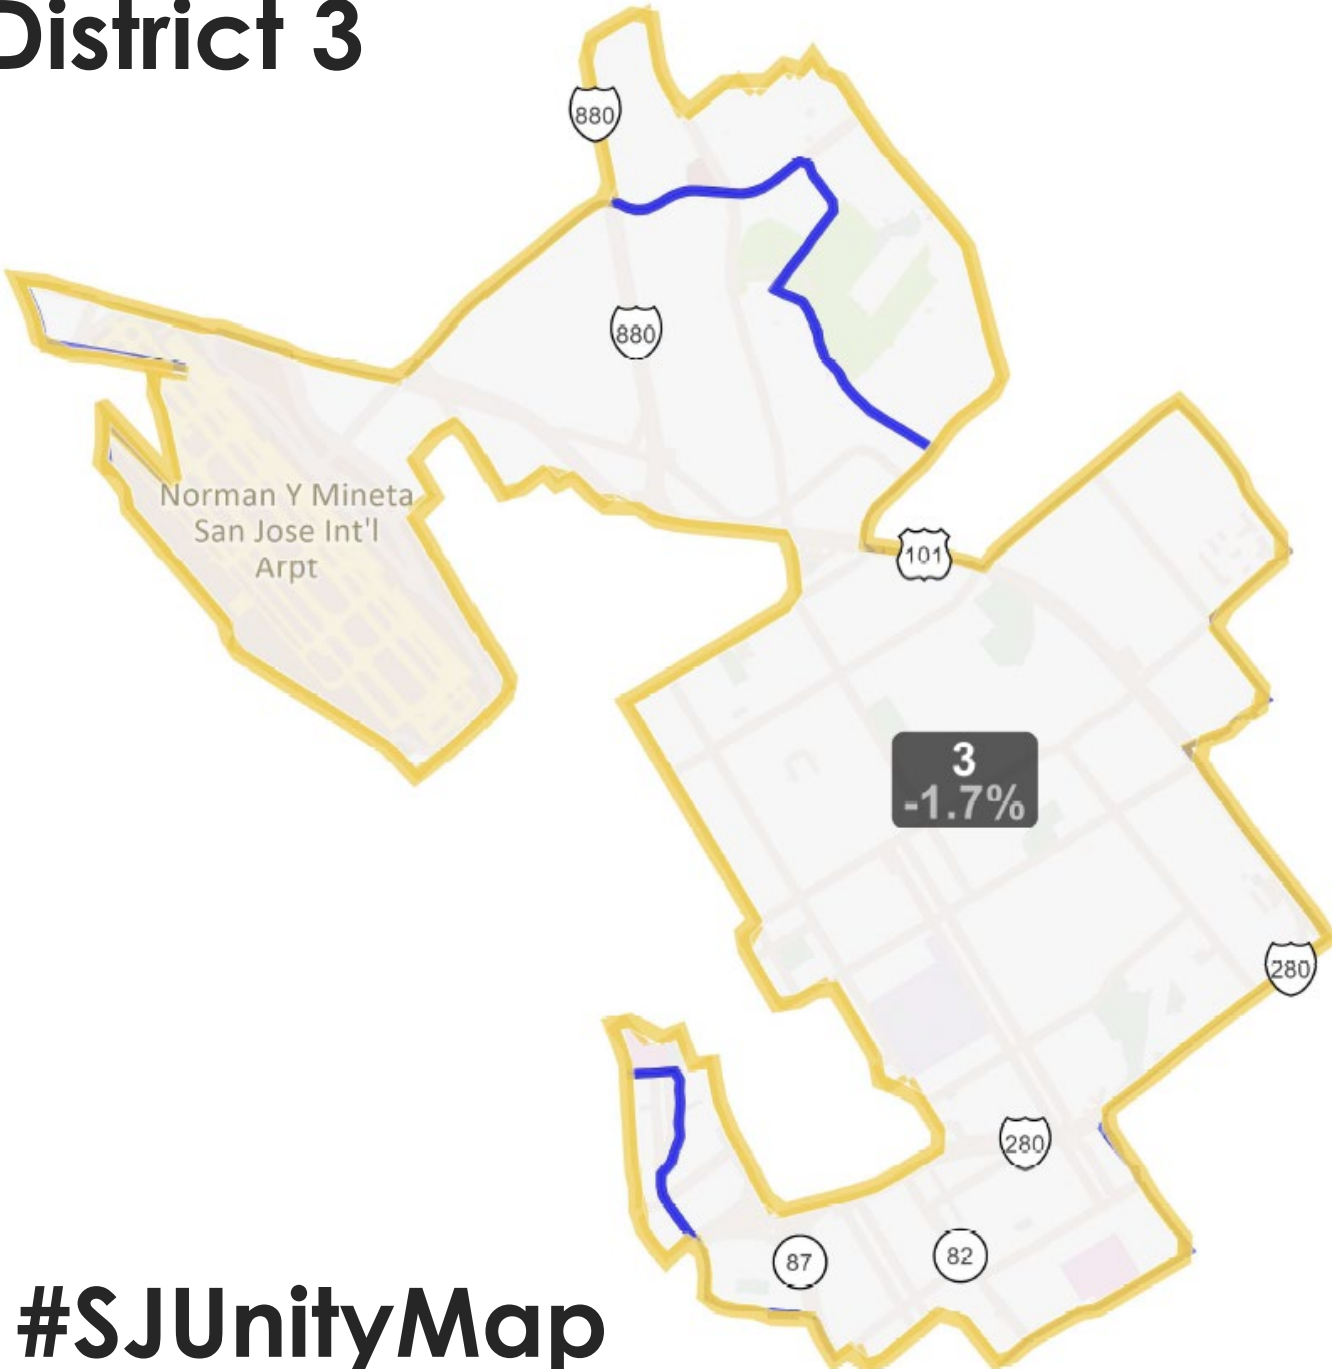 District 3
880
880
Norman Y Mineta
San Jose Int'l
Arpt
101
3
-1.7%
280
280
87
82
#SJUnityMap